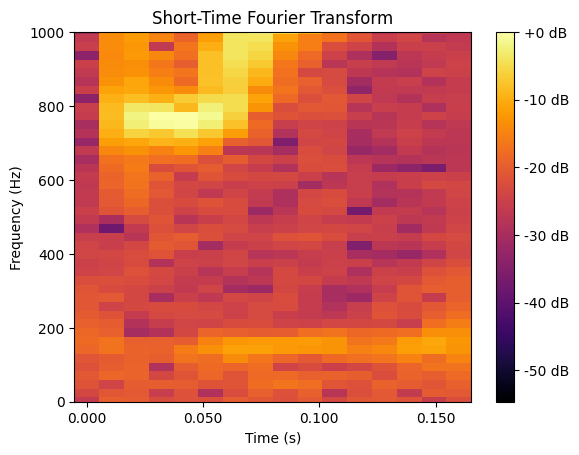 Short-Time Fourier Transform
1000
800
600
400
200
0
Frequency (Hz)
0.000
0.050
0.100
0.150
Time (s)
+0 dB
-10 dB
-20 dB
-30 dB
-40 dB
-50 dB